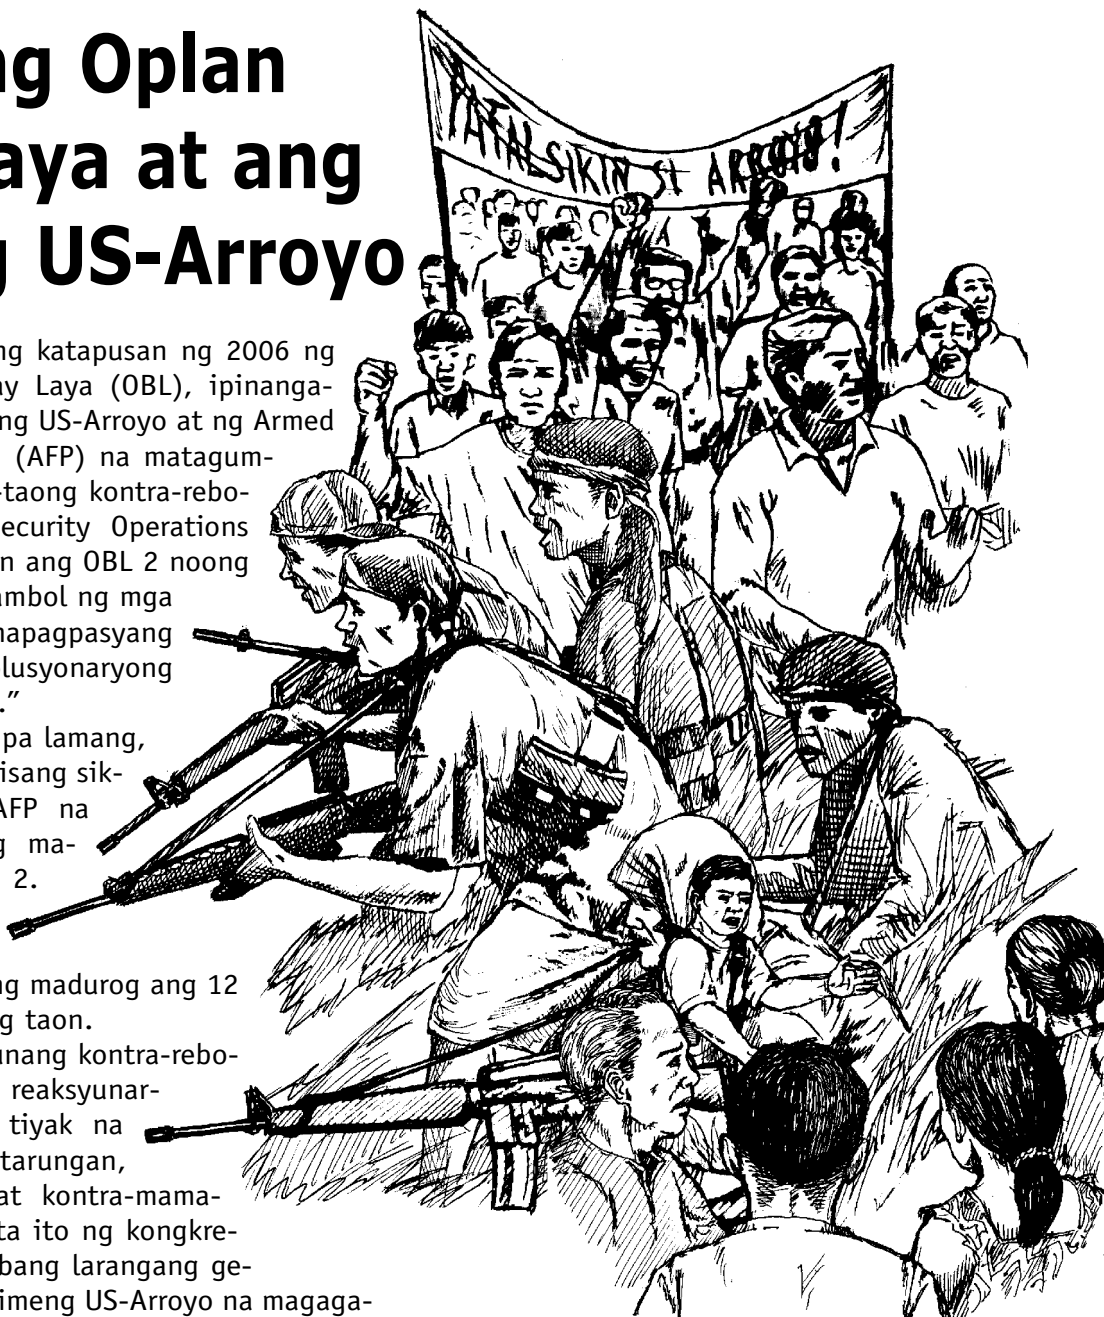 ng Oplan
aya at ang
g US-Arroyo
PATALSIKIN SI ARROYO!
ng katapusan ng 2006 ng
ay Laya (OBL), ipinanga-
ng US-Arroyo at ng Armed
(AFP) na matagum-
-taong kontra-rebo-
ecurity Operations
n ang OBL 2 noong
ambol ng mga
mapagpasyang
olusyonaryong
.”
pa lamang,
isang sik-
AFP na
g ma-
2.
ng madurog ang 12
g taon.
unang kontra-rebo-
reaksyunar-
tiyak na
tarungan,
at kontra-mama-
ta ito ng kongkre-
bang larangang ge-
imeng US-Arroyo na magaga-